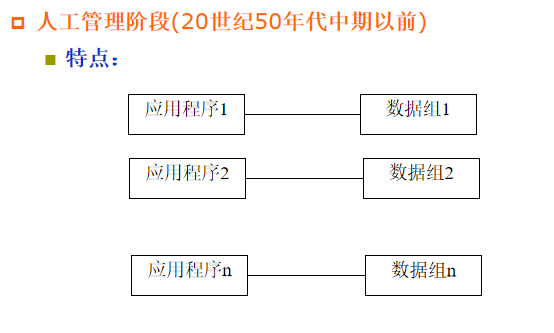 人工管理阶段(20世纪50年代中期以前)
特点：
应用程序1 数据组1
应用程序2 数据组2
应用程序n 数据组n